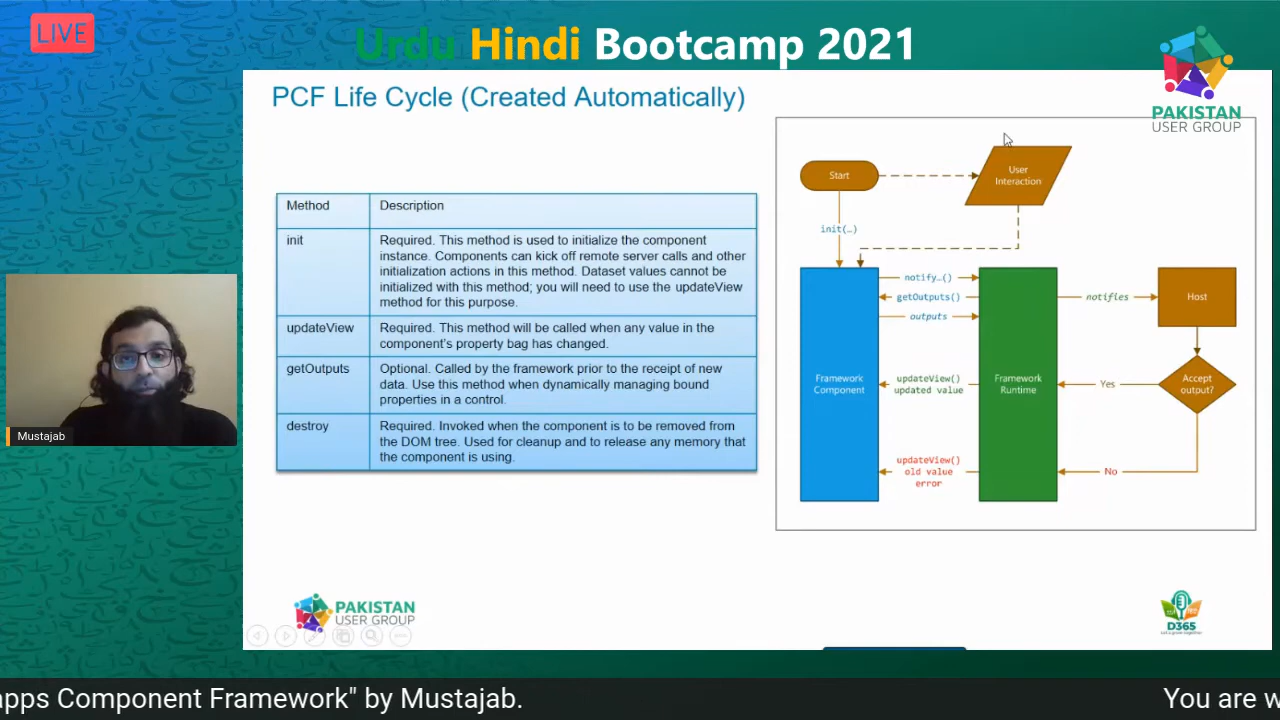 LIVE
Urdu Hindi Bootcamp 2021
PAKISTAN
USER GROUP
PCF Life Cycle (Created Automatically)
Method Description
init Required. This method is used to initialize the component
instance. Components can kick off remote server calls and other
initialization actions in this method. Dataset values cannot be
initialized with this method; you will need to use the updateView
method for this purpose.
updateView Required. This method will be called when any value in the
component's property bag has changed.
getOutputs Optional. Called by the framework prior to the receipt of new
data. Use this method when dynamically managing bound
properties in a control.
destroy Required. Invoked when the component is to be removed from
the DOM tree. Used for cleanup and to release any memory that
the component is using.
Start
User
Interaction
init(…)
notify…()
getOutputs()
outputs
notifies
Host
Framework
Component
updateView()
updated value
Framework
Runtime
Yes
Accept
output?
updateView()
old value
error
No
Mustajab
PAKISTAN
USER GROUP
D365
apps Component Framework" by Mustajab.
You are w